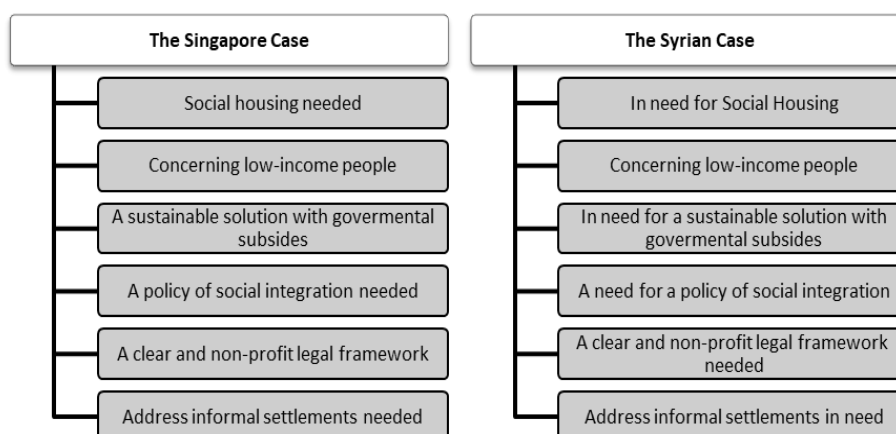 The Singapore Case
Social housing needed
Concerning low-income people
A sustainable solution with govermental
subsides
A policy of social integration needed
A clear and non-profit legal framework
Address informal settlements needed
The Syrian Case
In need for Social Housing
Concerning low-income people
In need for a sustainable solution with
govermental subsides
A need for a policy of social integration
A clear and non-profit legal framework
needed
Address informal settlements in need